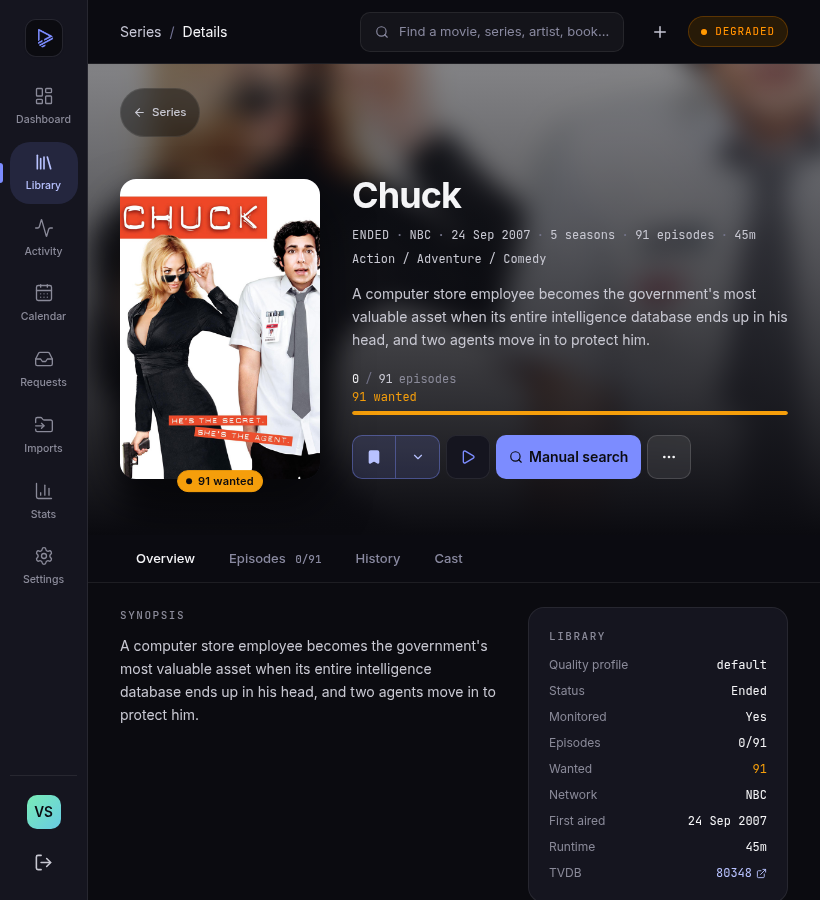 Series / Details
Find a movie, series, artist, book...
DEGRADED
Dashboard
Library
Activity
Calendar
Requests
Imports
Stats
Settings
VS
Series
CHUCK
HE'S THE SECRET.
SHE'S THE AGENT.
91 wanted
Chuck
ENDED · NBC · 24 Sep 2007 · 5 seasons · 91 episodes · 45m
Action / Adventure / Comedy
A computer store employee becomes the government's most
valuable asset when its entire intelligence database ends up in his
head, and two agents move in to protect him.
0 / 91 episodes
91 wanted
Manual search
Overview
Episodes 0/91
History
Cast
SYNOPSIS
A computer store employee becomes the government's
most valuable asset when its entire intelligence
database ends up in his head, and two agents move in to
protect him.
LIBRARY
Quality profile default
Status Ended
Monitored Yes
Episodes 0/91
Wanted 91
Network NBC
First aired 24 Sep 2007
Runtime 45m
TVDB 80348